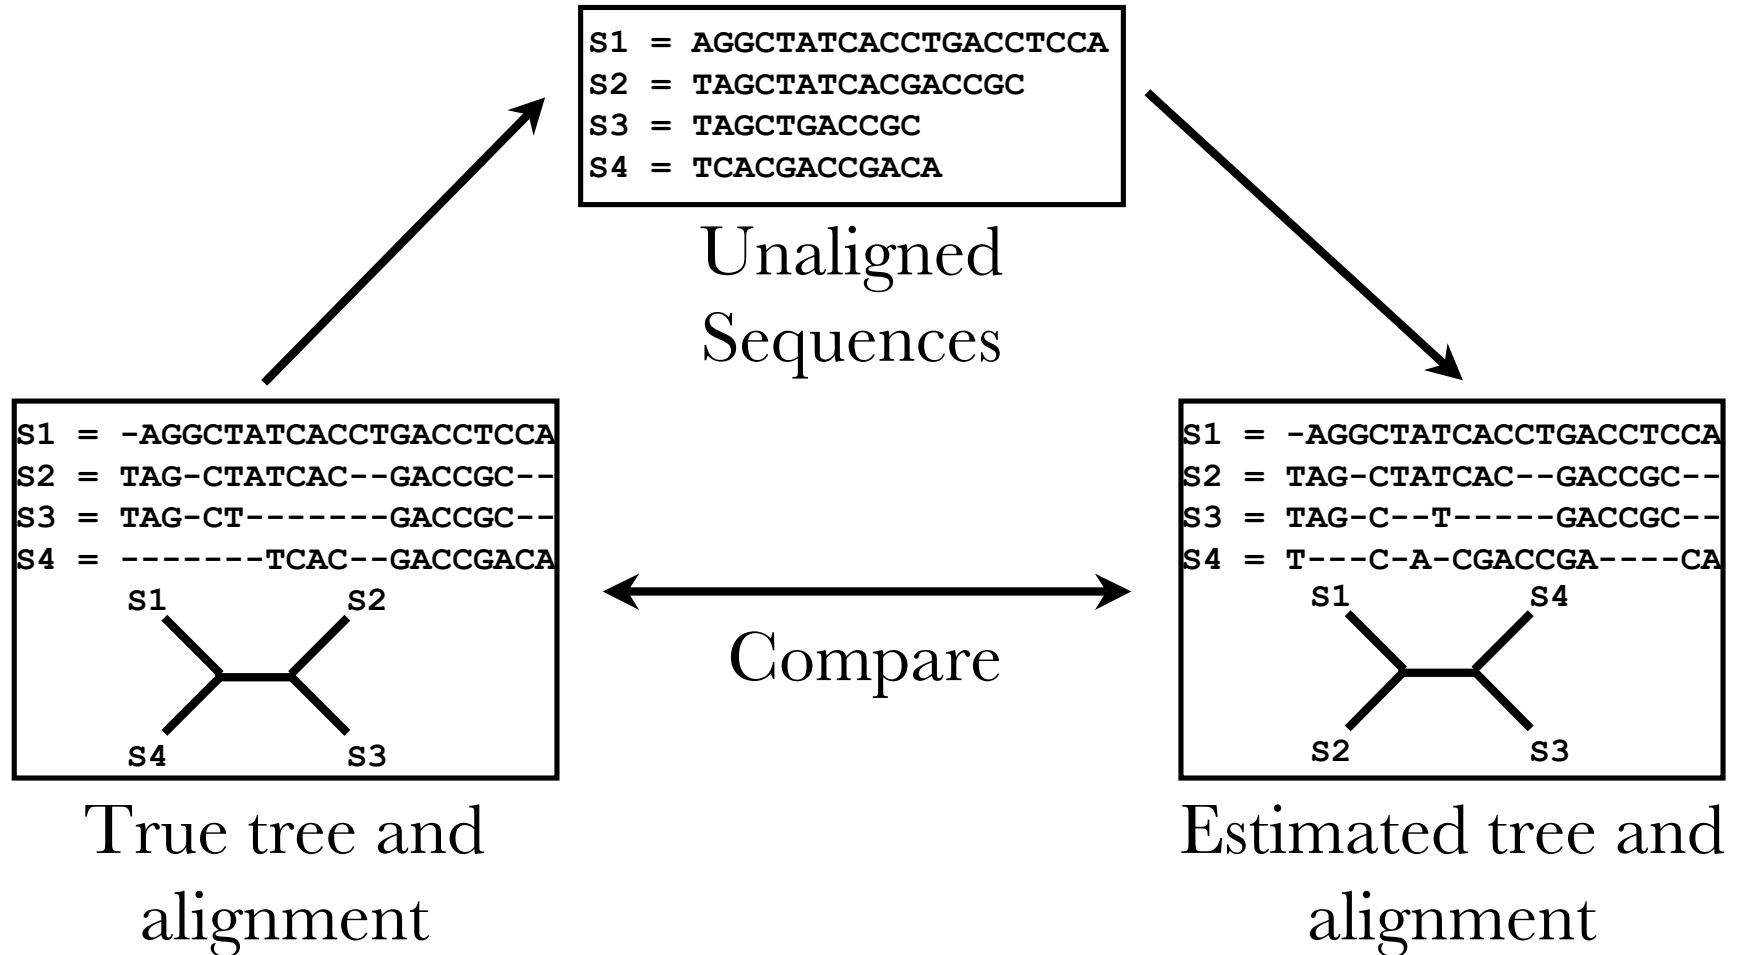 S1 = AGGCTATCACCTGACCTCCA
S2 = TAGCTATCACGACCGC
S3 = TAGCTGACCGC
S4 = TCACGACCGACA
Unaligned
Sequences
S1 = -AGGCTATCACCTGACCTCCA
S2 = TAG-CTATCAC--GACCGC--
S3 = TAG-CT-------GACCGC--
S4 = -------TCAC--GACCGACA
S1 S2
S4 S3
True tree and
alignment
Compare
S1 = -AGGCTATCACCTGACCTCCA
S2 = TAG-CTATCAC--GACCGC--
S3 = TAG-C--T-----GACCGC--
S4 = T---C-A-CGACCGA----CA
S1 S4
S2 S3
Estimated tree and
alignment